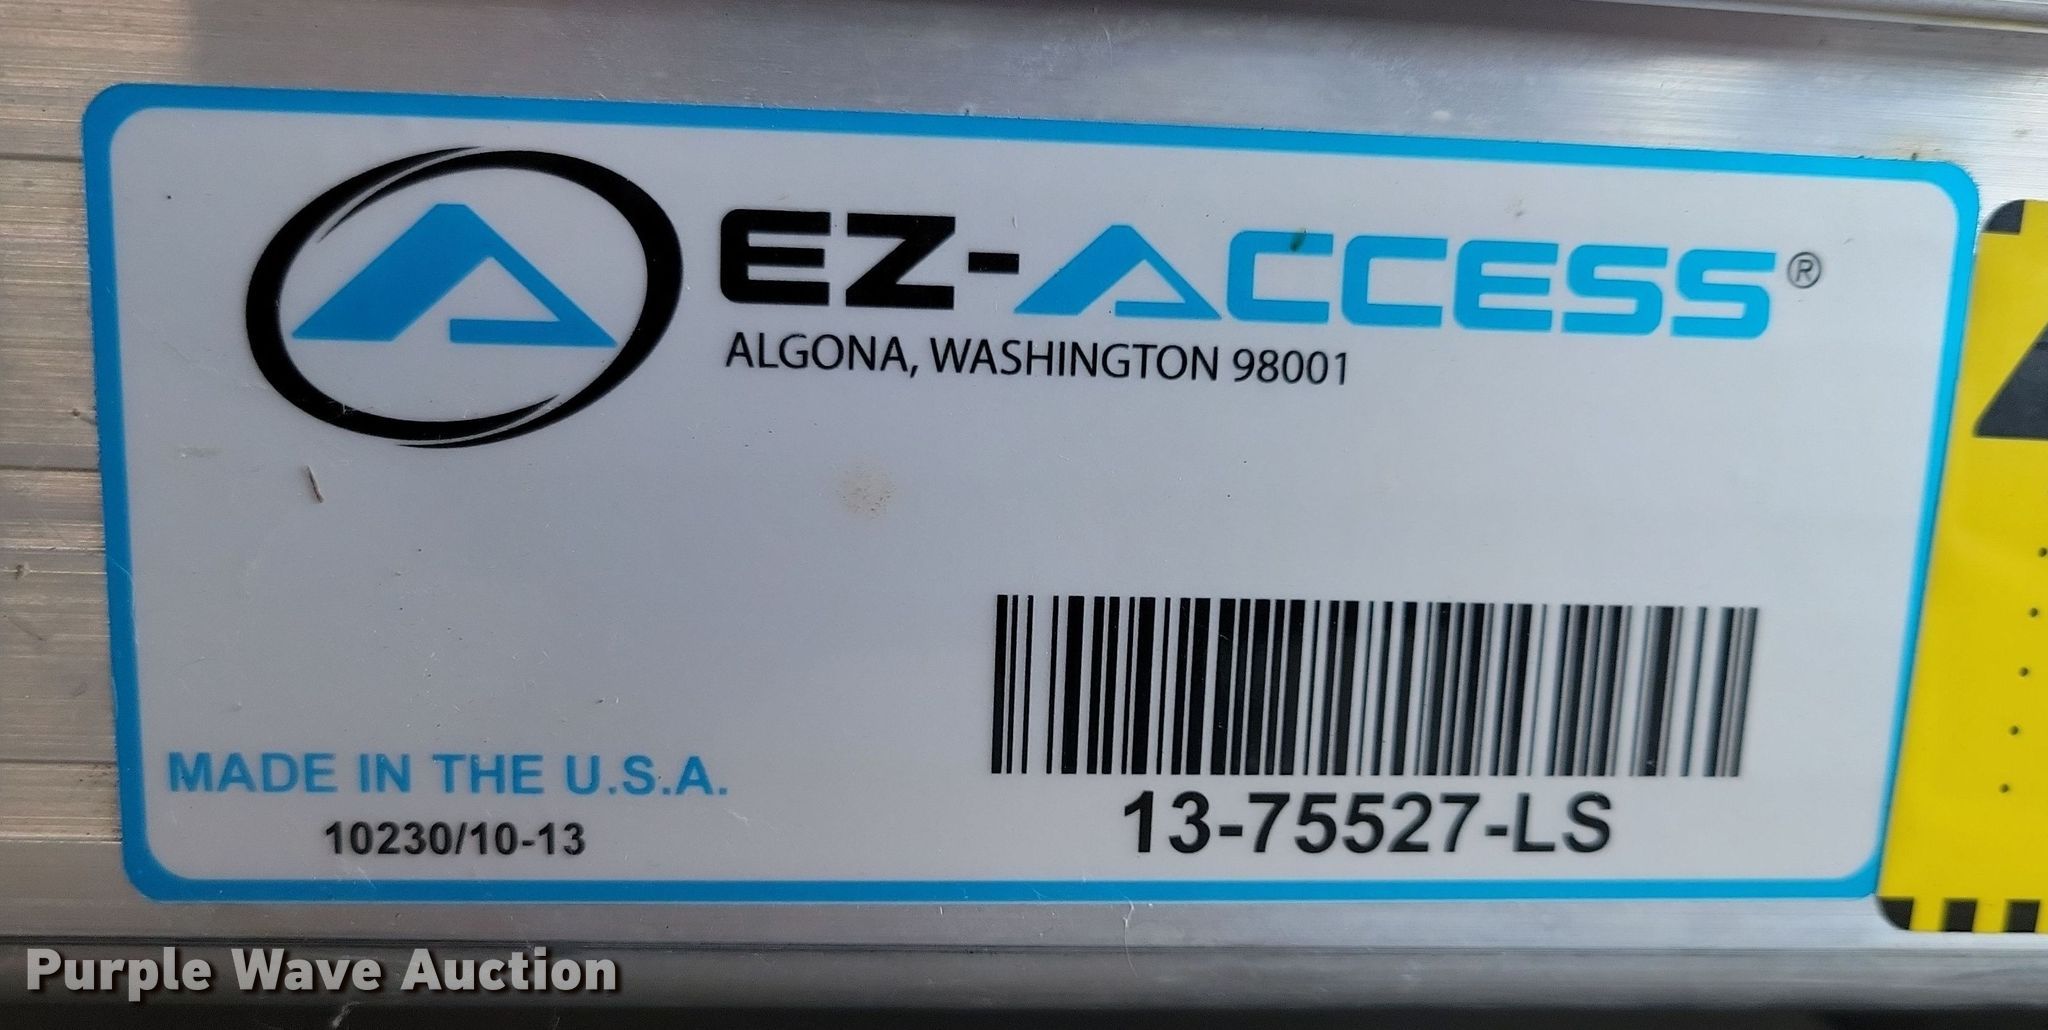 EZ-ACCESS®
ALGONA, WASHINGTON 98001
MADE IN THE U.S.A.
10230/10-13
13-75527-LS
Purple Wave Auction